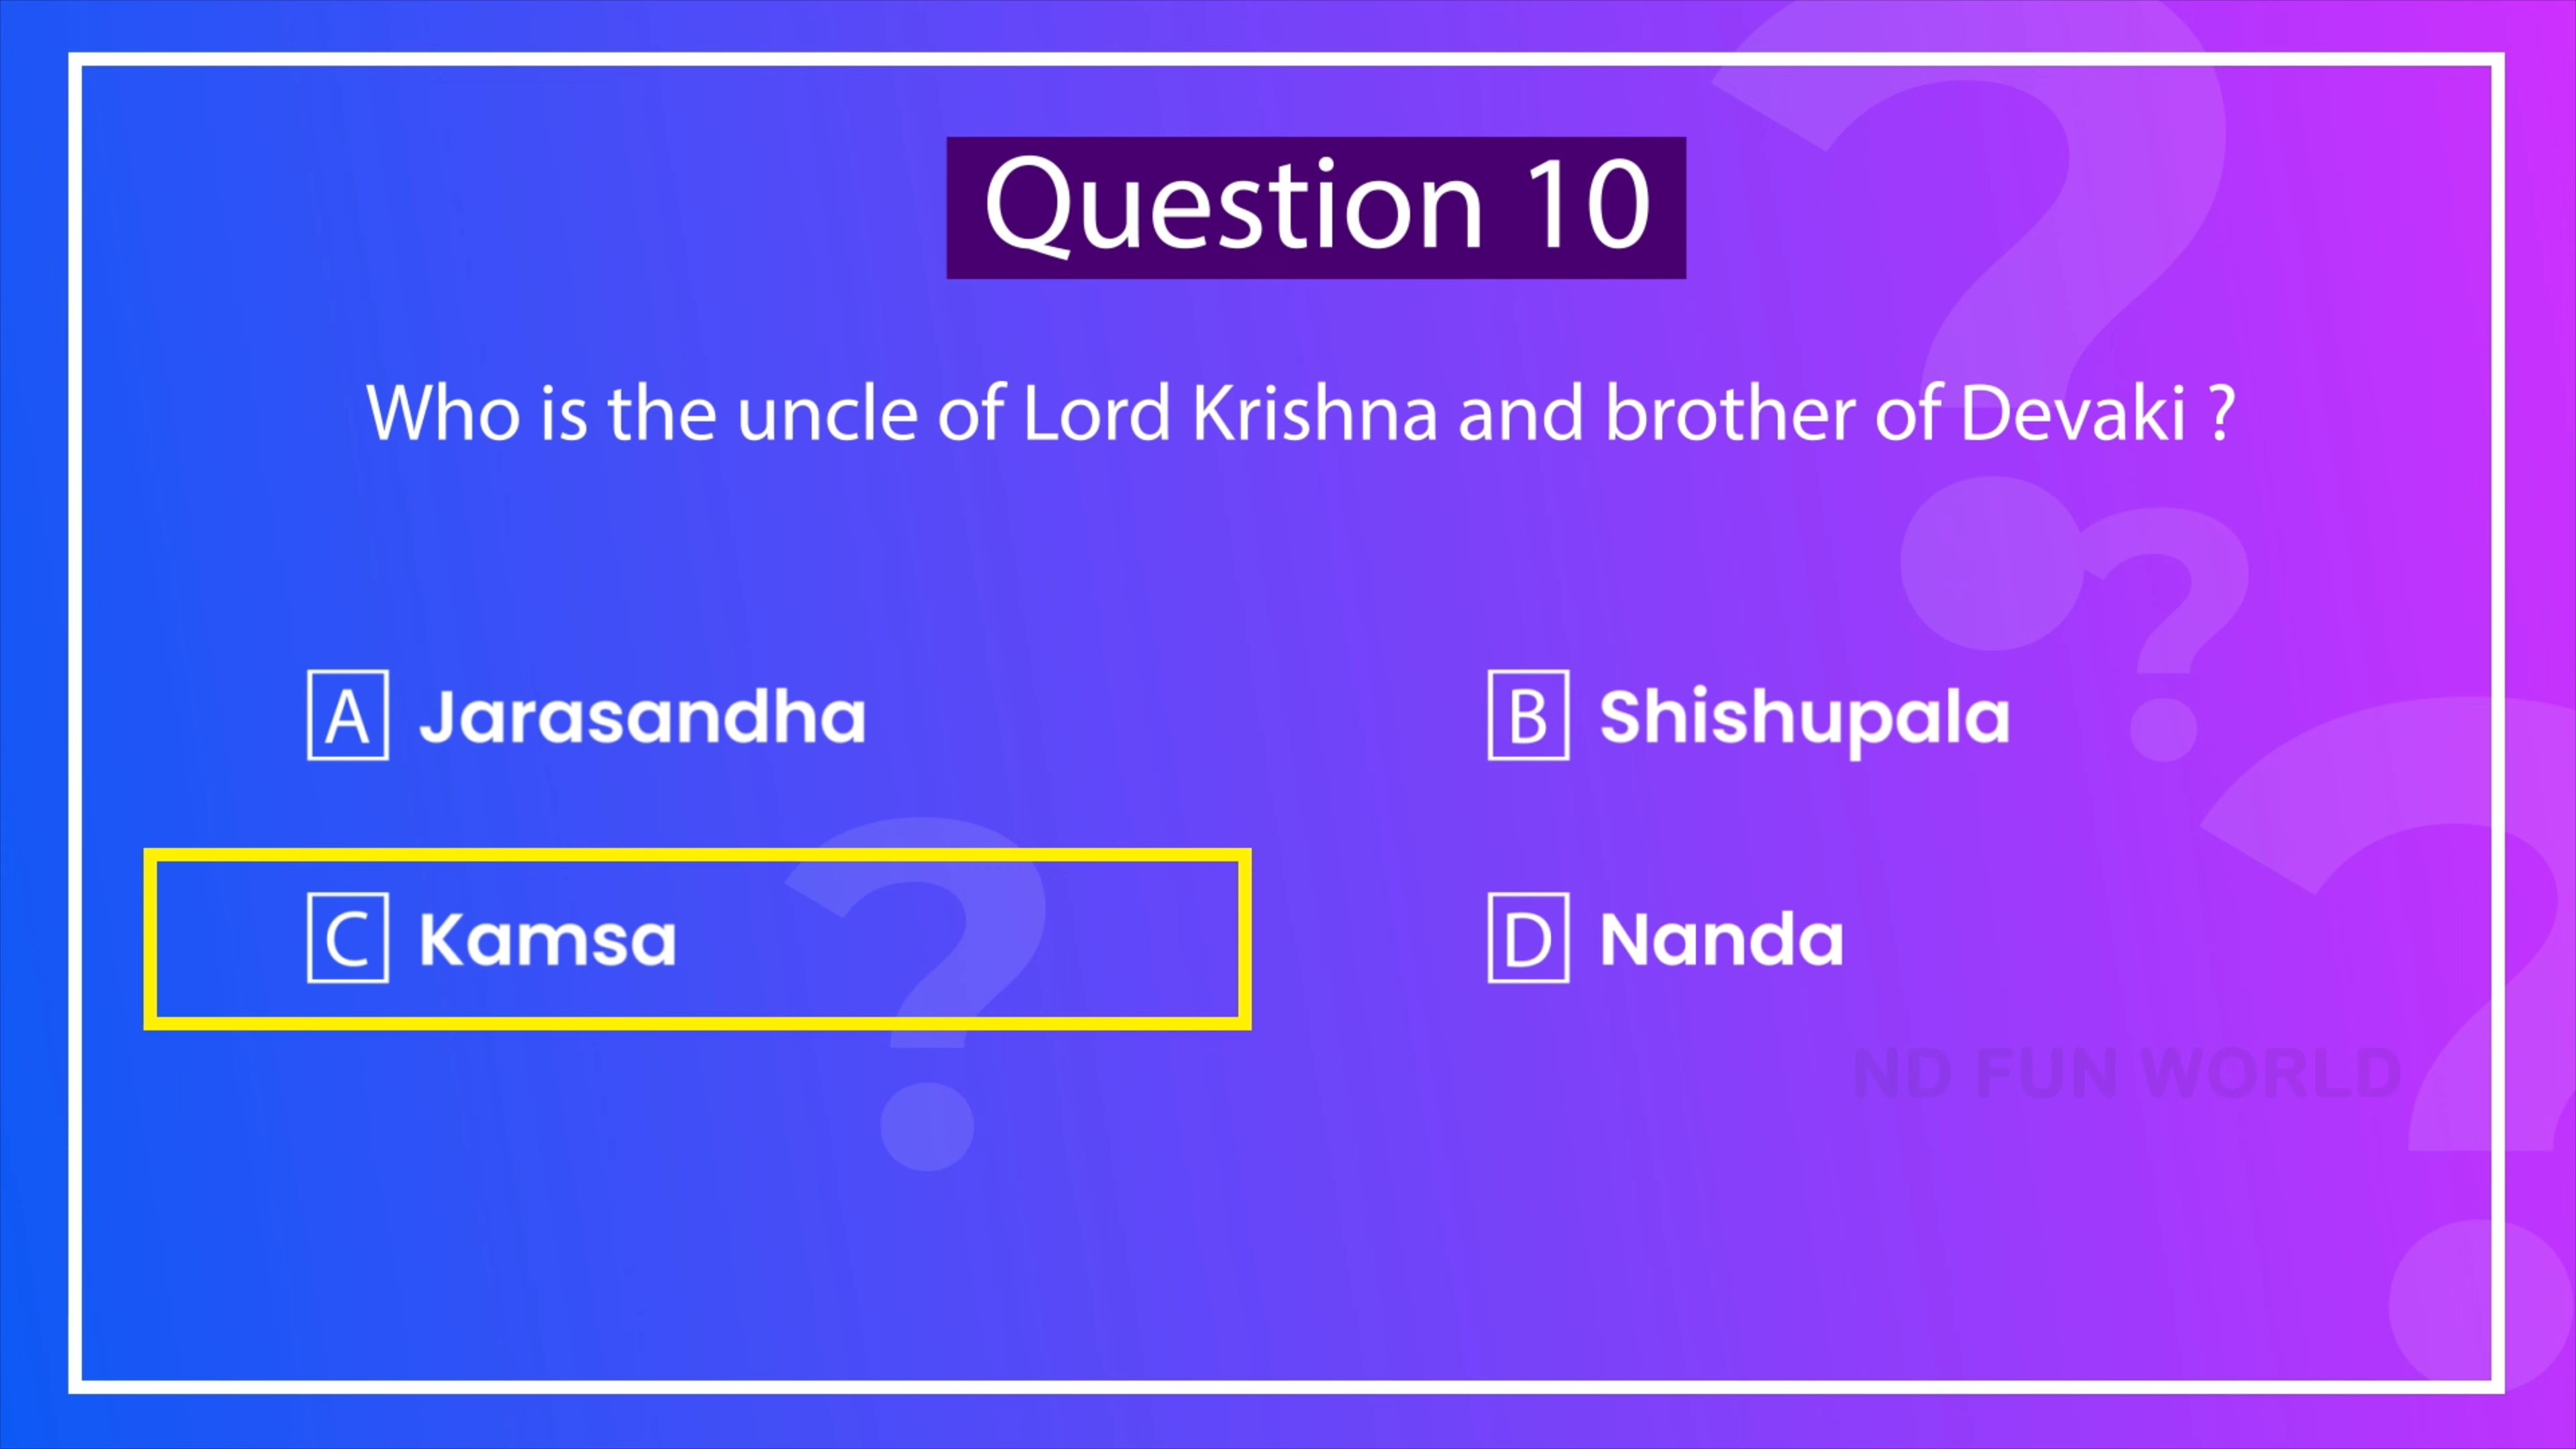 Question 10
Who is the uncle of Lord Krishna and brother of Devaki ?
A Jarasandha
B Shishupala
C Kamsa
D Nanda
ND FUN WORLD